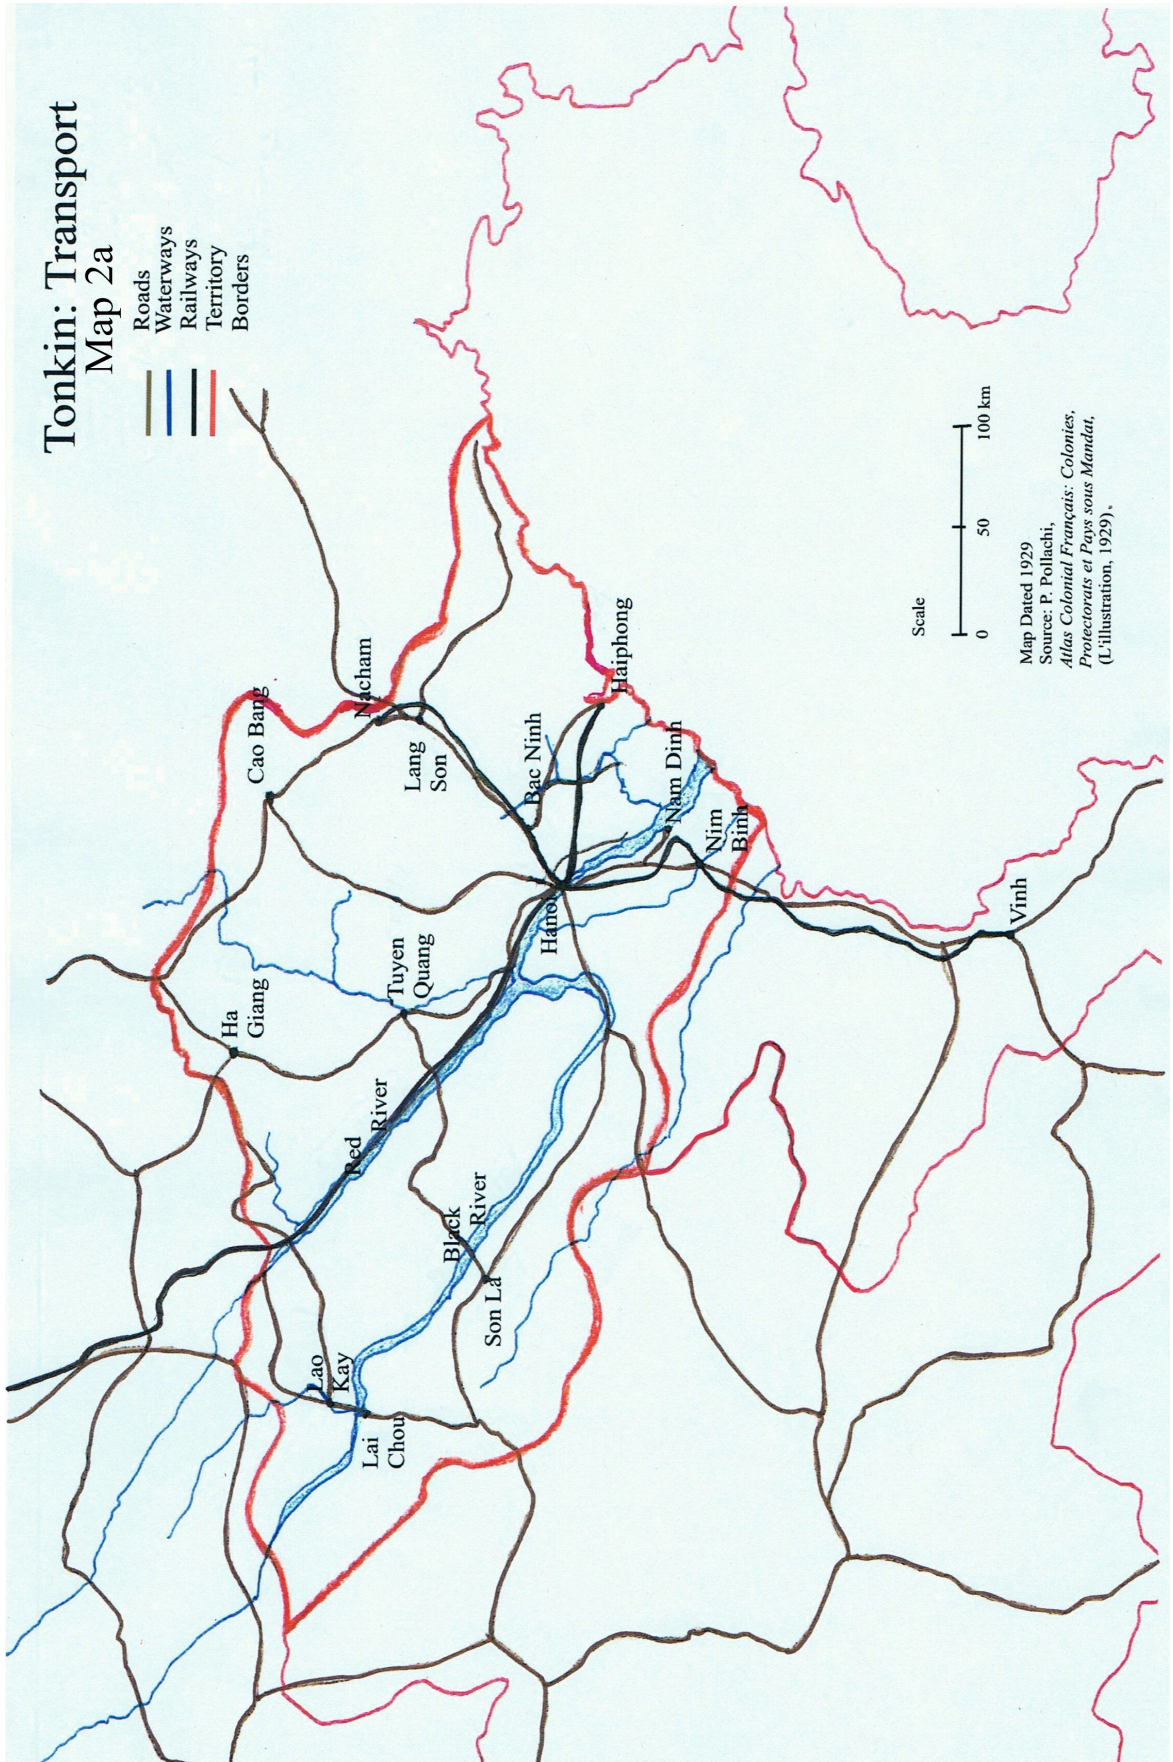 Tonkin: Transport
Map 2a
Roads
Waterways
Railways
Territory
Borders
Cao Bang
Nacham
Lang
Son
Ha
Giang
Tuyen
Quang
Bac Ninh
Haiphong
Hanoi
Nam Dinh
Nim
Binh
Red
River
Black
River
Son La
Lao
Kay
Lai
Chou
Vinh
Scale
0 50 100 km
Map Dated 1929
Source: P. Pollachi,
Atlas Colonial Français: Colonies,
Protectorats et Pays sous Mandat,
(L'illustration, 1929),